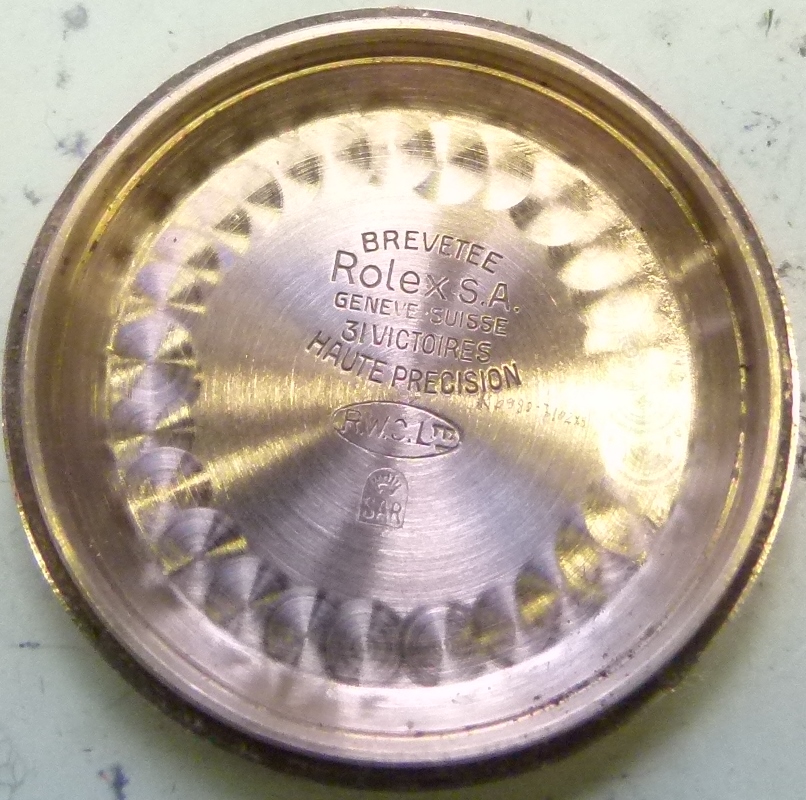 BREVETEE
Rolex S.A.
GENEVE·SUISSE
31 VICTOIRES
HAUTE PRECISION
R.W.C. LTD
SAR